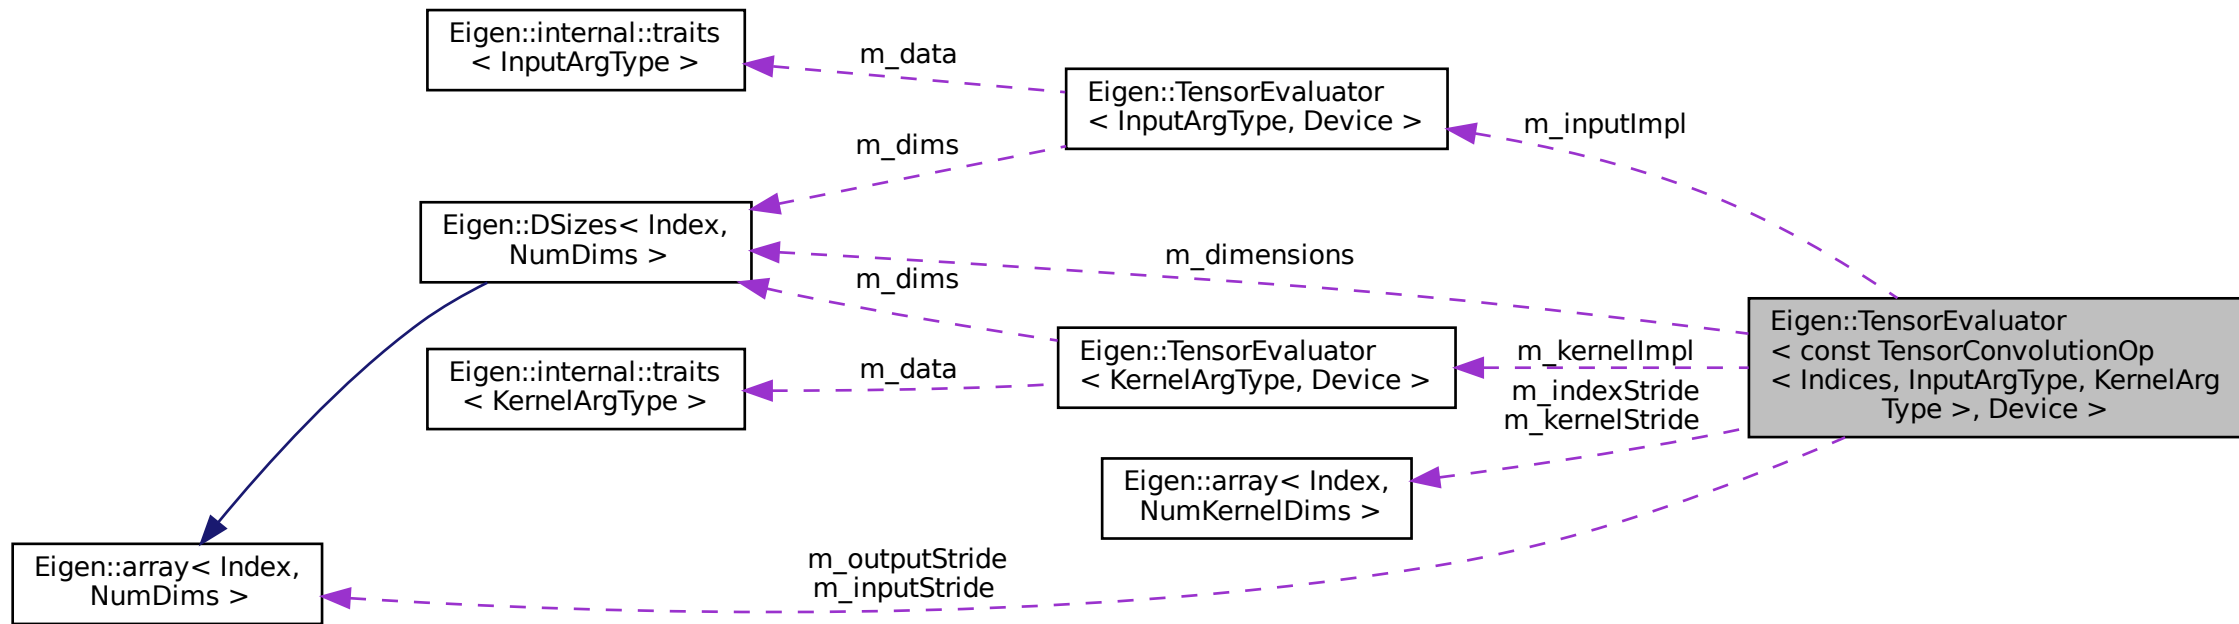 Eigen::internal::traits
< InputArgType >
m_data
Eigen::TensorEvaluator
< InputArgType, Device >
m_inputImpl
m_dims
Eigen::DSizes< Index,
NumDims >
m_dimensions
m_dims
Eigen::TensorEvaluator
< const TensorConvolutionOp
< Indices, InputArgType, KernelArg
Type >, Device >
Eigen::internal::traits
< KernelArgType >
m_data
Eigen::TensorEvaluator
< KernelArgType, Device >
m_kernelImpl
m_indexStride
m_kernelStride
Eigen::array< Index,
NumKernelDims >
Eigen::array< Index,
NumDims >
m_outputStride
m_inputStride